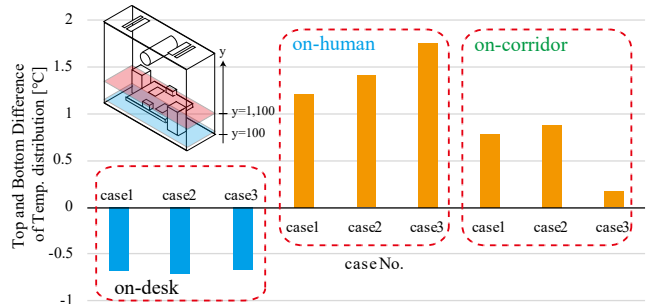 Top and Bottom Difference
of Temp. distribution [℃]
2
1.5
1
0.5
0
-0.5
-1
y
y=1,100
y=100
on-human
on-corridor
case1 case2 case3
case1 case2 case3
case1 case2 case3
on-desk
case No.